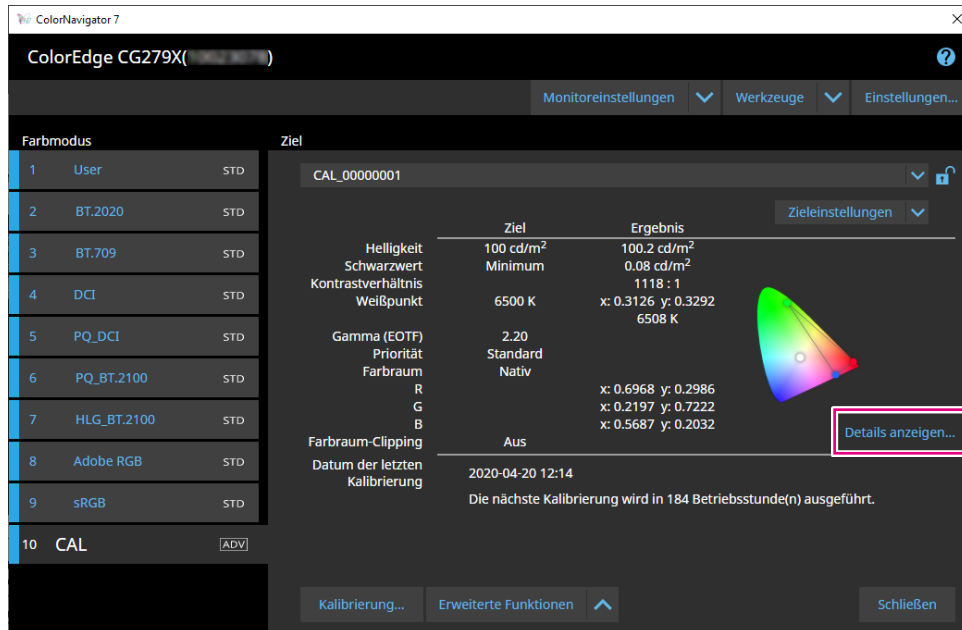 ColorNavigator 7
ColorEdge CG279X( )
Monitoreinstellungen Werkzeuge Einstellungen...
Farbmodus
1 User STD
2 BT.2020 STD
3 BT.709 STD
4 DCI STD
5 PQ_DCI STD
6 PQ_BT.2100 STD
7 HLG_BT.2100 STD
8 Adobe RGB STD
9 sRGB STD
10 CAL ADV
Ziel
CAL_00000001
Zieleinstellungen
Ziel Ergebnis
Helligkeit 100 cd/m² 100.2 cd/m²
Schwarzwert Minimum 0.08 cd/m²
Kontrastverhältnis 1118 : 1
Weißpunkt 6500 K x: 0.3126 y: 0.3292
6508 K
Gamma (EOTF) 2.20
Priorität Standard
Farbraum Nativ
R x: 0.6968 y: 0.2986
G x: 0.2197 y: 0.7222
B x: 0.5687 y: 0.2032
Farbraum-Clipping Aus
Details anzeigen...
Datum der letzten
Kalibrierung
2020-04-20 12:14
Die nächste Kalibrierung wird in 184 Betriebsstunde(n) ausgeführt.
Kalibrierung... Erweiterte Funktionen Schließen